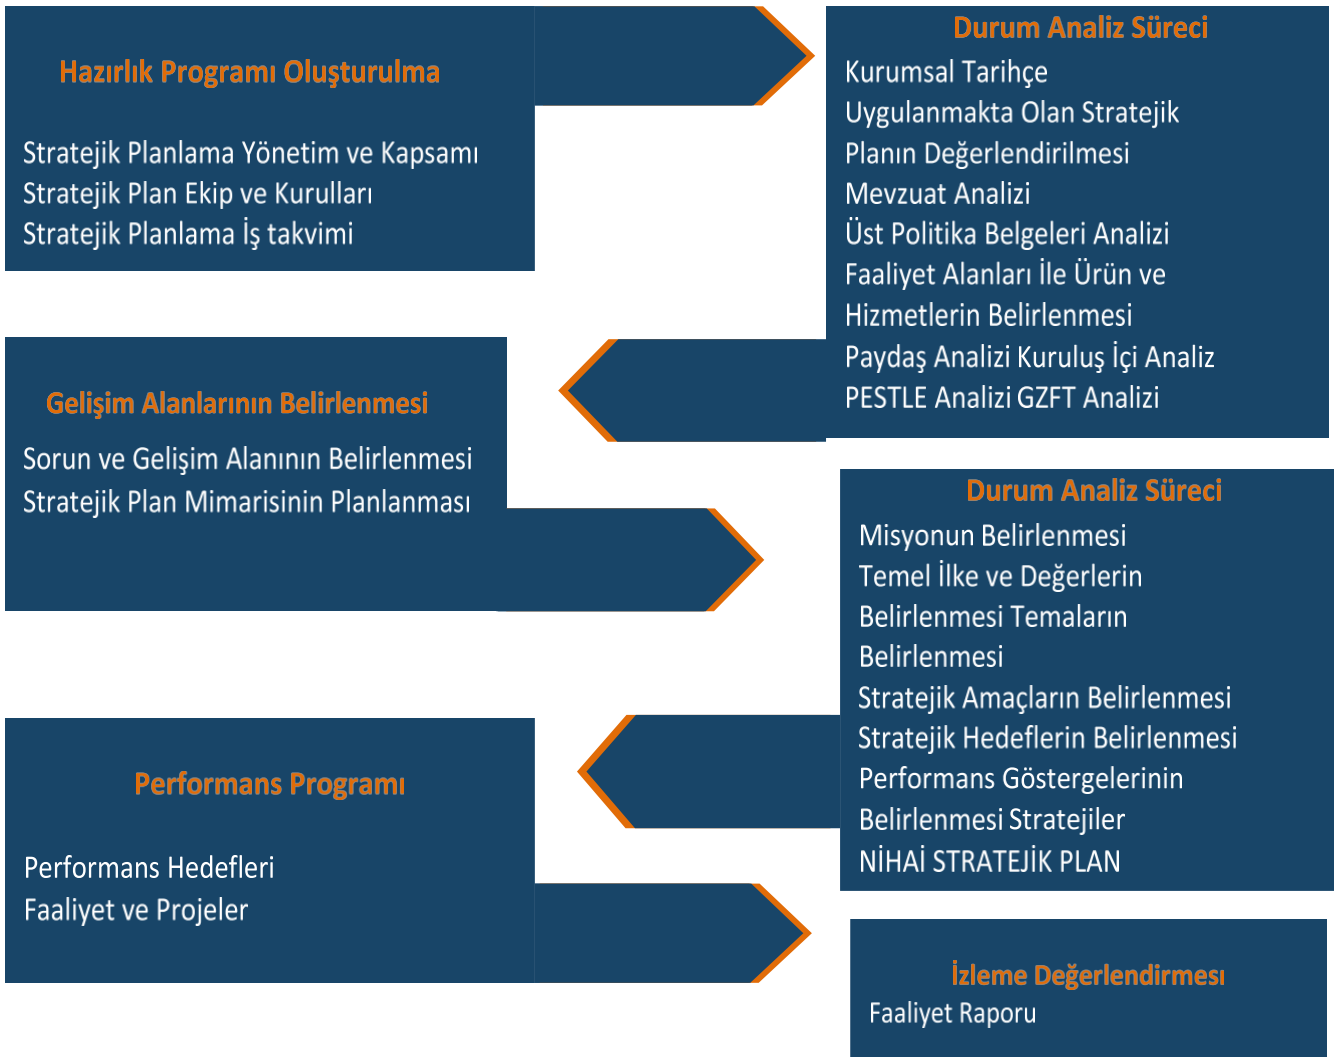 Hazırlık Programı Oluşturulma
Stratejik Planlama Yönetim ve Kapsamı
Stratejik Plan Ekip ve Kurulları
Stratejik Planlama İş takvimi
Durum Analiz Süreci
Kurumsal Tarihçe
Uygulanmakta Olan Stratejik
Planın Değerlendirilmesi
Mevzuat Analizi
Üst Politika Belgeleri Analizi
Faaliyet Alanları İle Ürün ve
Hizmetlerin Belirlenmesi
Paydaş Analizi Kuruluş İçi Analiz
PESTLE Analizi GZFT Analizi
Gelişim Alanlarının Belirlenmesi
Sorun ve Gelişim Alanının Belirlenmesi
Stratejik Plan Mimarisinin Planlanması
Durum Analiz Süreci
Misyonun Belirlenmesi
Temel İlke ve Değerlerin
Belirlenmesi Temaların
Belirlenmesi
Stratejik Amaçların Belirlenmesi
Stratejik Hedeflerin Belirlenmesi
Performans Göstergelerinin
Belirlenmesi Stratejiler
NİHAİ STRATEJİK PLAN
Performans Programı
Performans Hedefleri
Faaliyet ve Projeler
İzleme Değerlendirmesı
Faaliyet Raporu